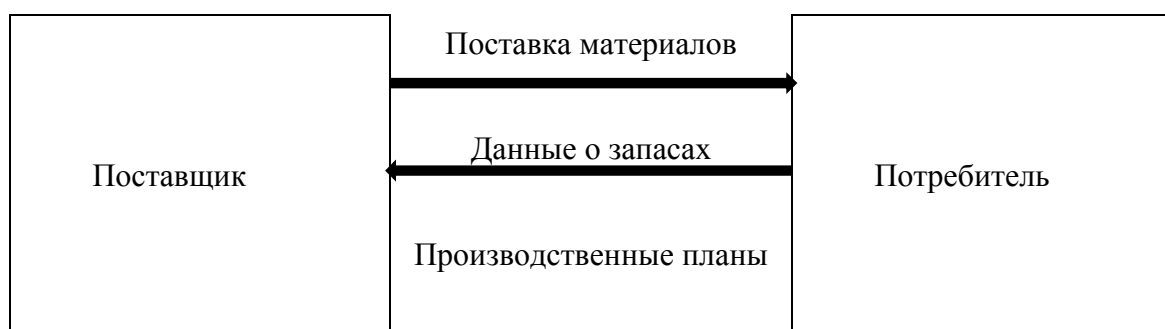 Поставка материалов
Данные о запасах
Поставщик
Потребитель
Производственные планы